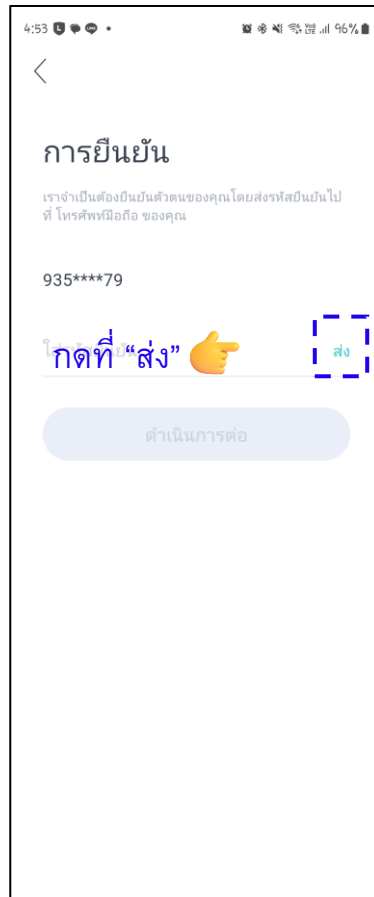 4:53
96%
การยืนยัน
เราจำเป็นต้องยืนยันตัวตนของคุณโดยส่งรหัสยืนยันไป
ที่ โทรศัพท์มือถือ ของคุณ
935****79
กดที่ “ส่ง” ส่ง
ดำเนินการต่อ